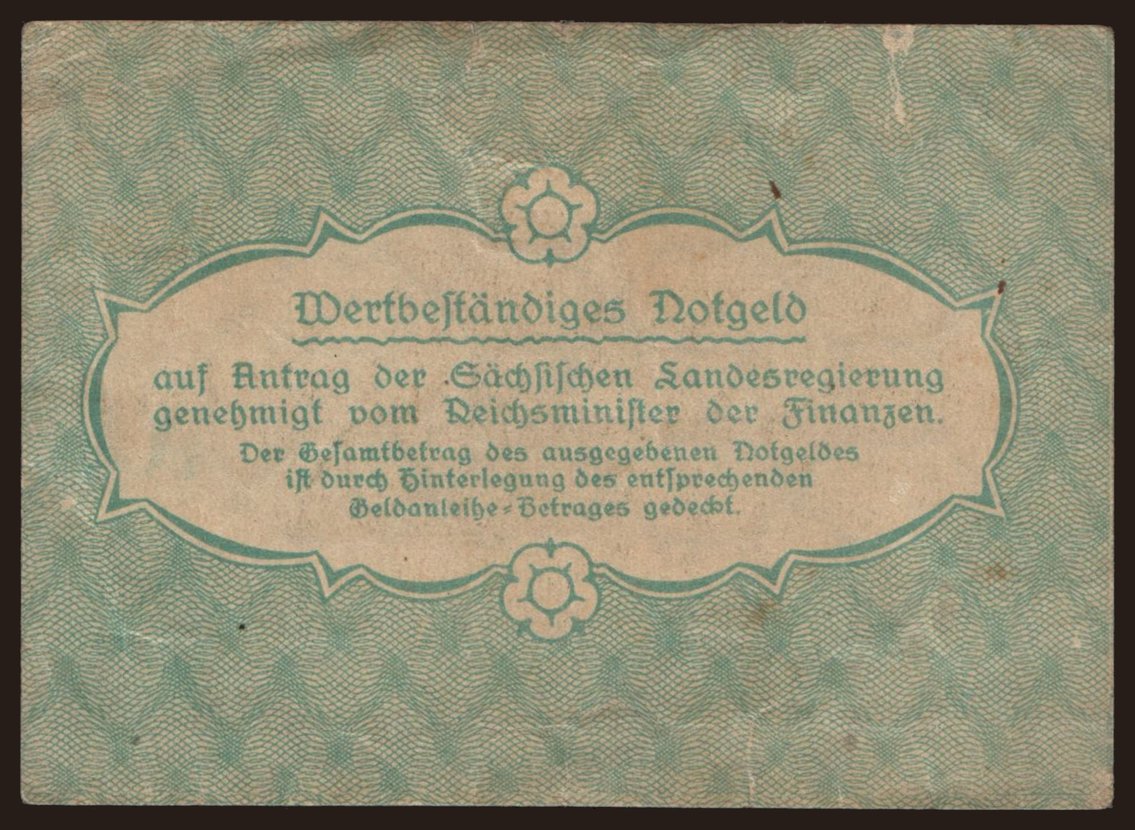 Wertbeständiges Notgeld
auf Antrag der Sächsischen Landesregierung
genehmigt vom Reichsminister der Finanzen.
Der Gesamtbetrag des ausgegebenen Notgeldes
ist durch Hinterlegung des entsprechenden
Geldanleihe-Betrages gedeckt.